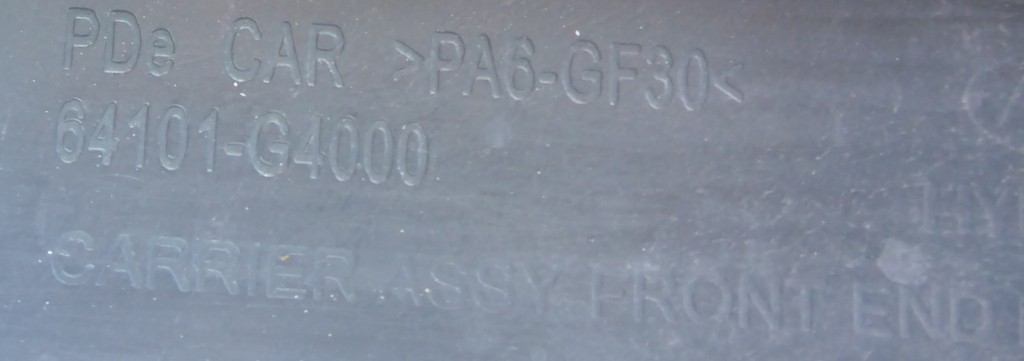 PDe CAR >PA6-GF30<
64101-G4000
CARRIER ASSY FRONT END